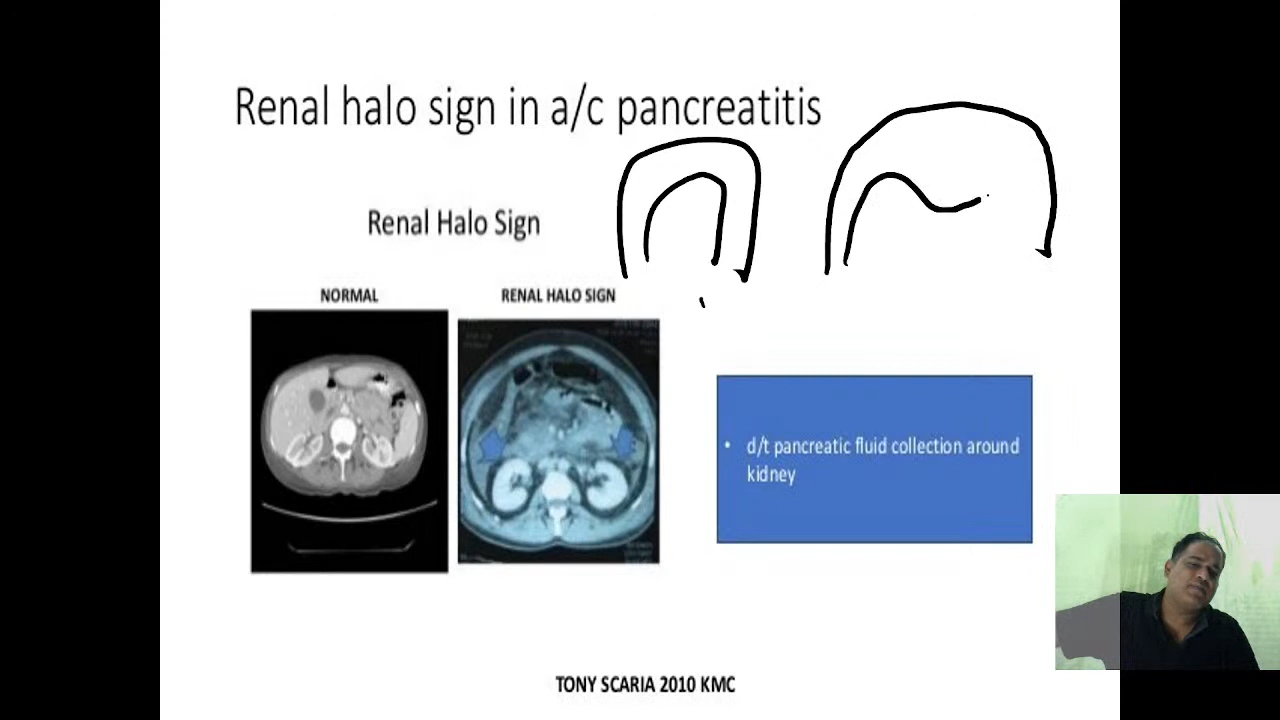 Renal halo sign in a/c pancreatitis
Renal Halo Sign
NORMAL
RENAL HALO SIGN
• d/t pancreatic fluid collection around
kidney
TONY SCARIA 2010 KMC